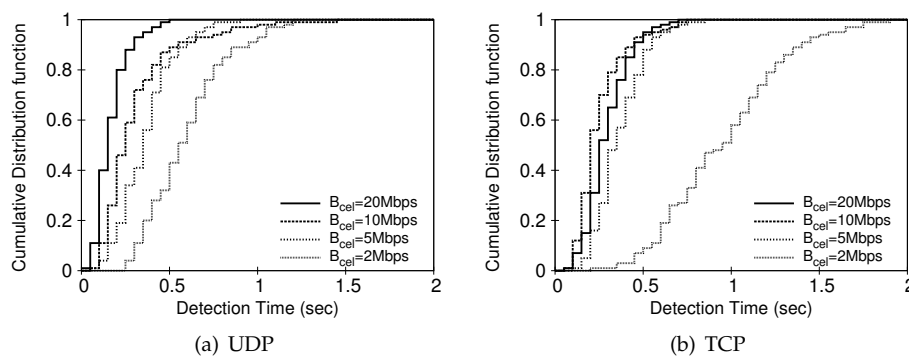 Cumulative Distribution function
1
0.8
0.6
0.4
0.2
0
0
0.5
1
1.5
2
Detection Time (sec)
B_cel=20Mbps
B_cel=10Mbps
B_cel=5Mbps
B_cel=2Mbps
(a) UDP
Cumulative Distribution function
1
0.8
0.6
0.4
0.2
0
0
0.5
1
1.5
2
Detection Time (sec)
B_cel=20Mbps
B_cel=10Mbps
B_cel=5Mbps
B_cel=2Mbps
(b) TCP